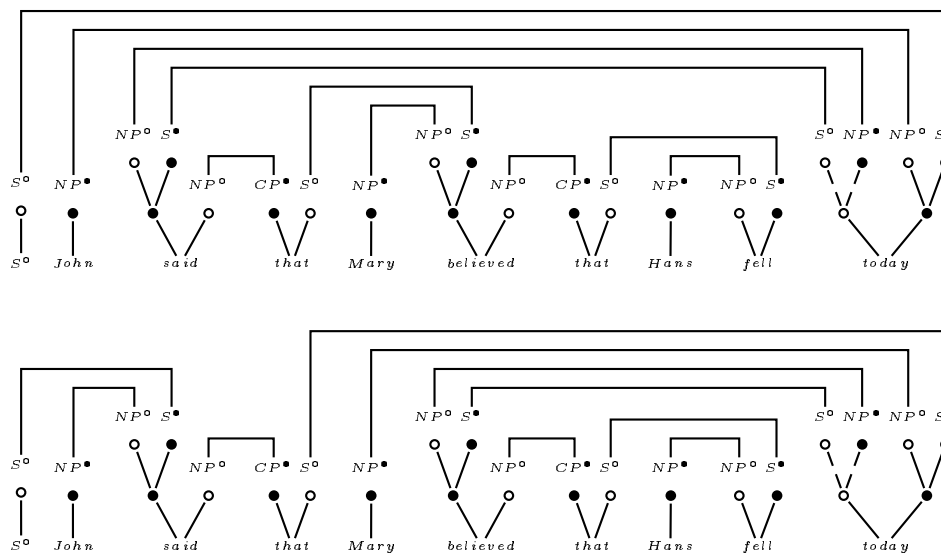 NP° S• NP° S• S° NP• NP° S
S° NP• NP° CP• S° NP• NP° CP• S° NP• NP° S•
S° John said that Mary believed that Hans fell today
NP° S• NP° S• S° NP• NP° S
S° NP• NP° CP• S° NP• NP° CP• S° NP• NP° S•
S° John said that Mary believed that Hans fell today